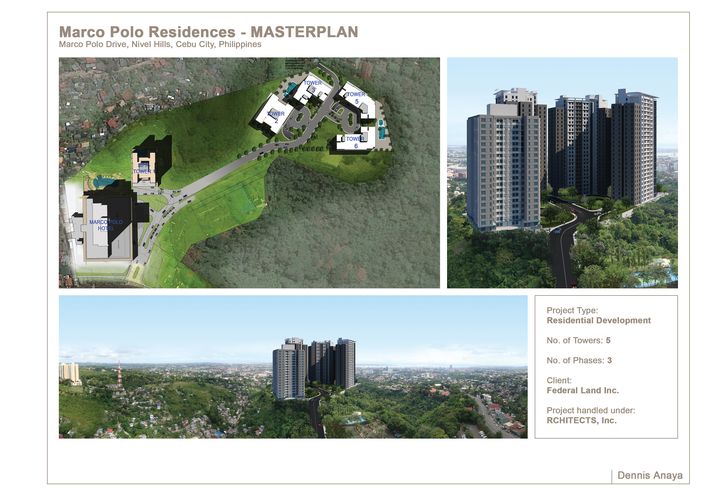 Marco Polo Residences - MASTERPLAN
Marco Polo Drive, Nivel Hills, Cebu City, Philippines
TOWER
TOWER
2
TOWER
5
TOWER
6
TOWER
MARCO POLO
HOTEL
Project Type:
Residential Development
No. of Towers: 5
No. of Phases: 3
Client:
Federal Land Inc.
Project handled under:
RCHITECTS, Inc.
Dennis Anaya